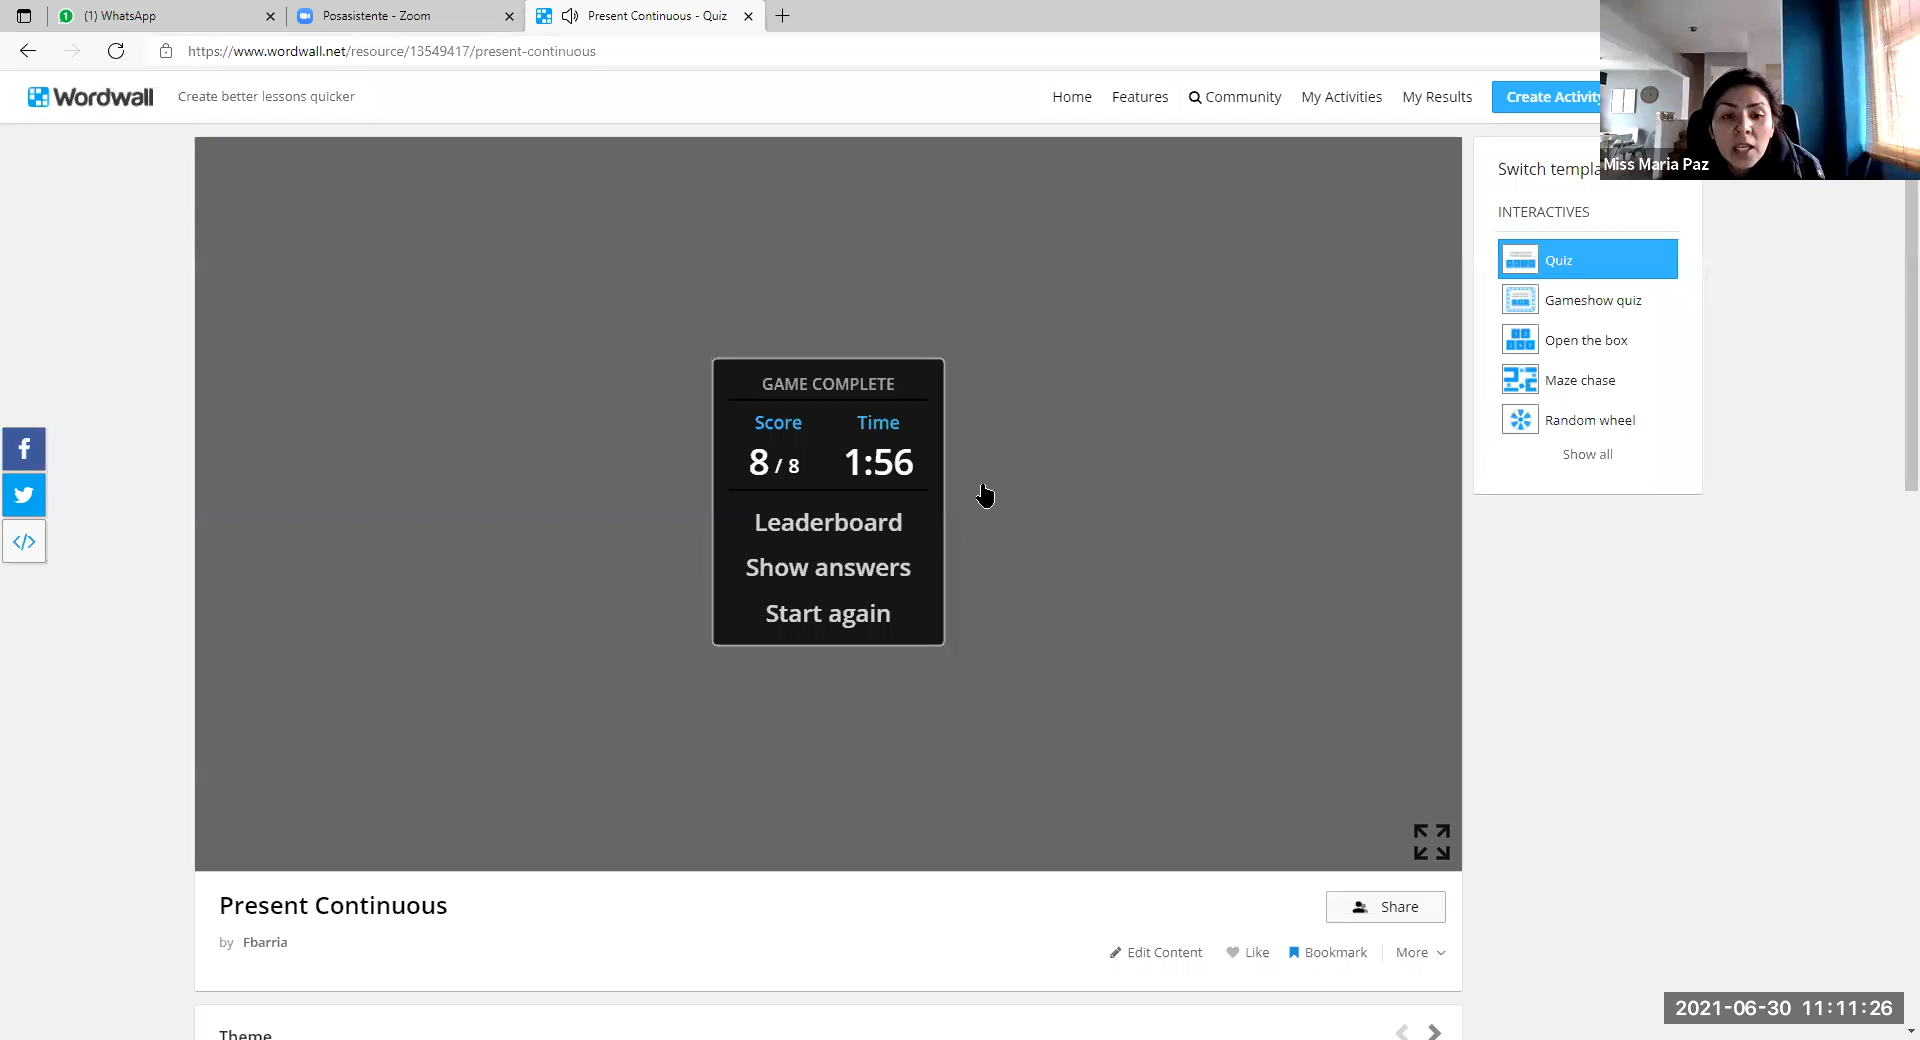 (1) WhatsApp
Posasistente - Zoom
Present Continuous - Quiz
https://www.wordwall.net/resource/13549417/present-continuous
Wordwall
Create better lessons quicker
Home
Features
Community
My Activities
My Results
Create Activity
Miss Maria Paz
Switch templa
INTERACTIVES
Quiz
Gameshow quiz
Open the box
Maze chase
Random wheel
Show all
GAME COMPLETE
Score Time
8 / 8 1:56
Leaderboard
Show answers
Start again
Present Continuous
by Fbarria
Share
Edit Content
Like
Bookmark
More
Theme
2021-06-30 11:11:26